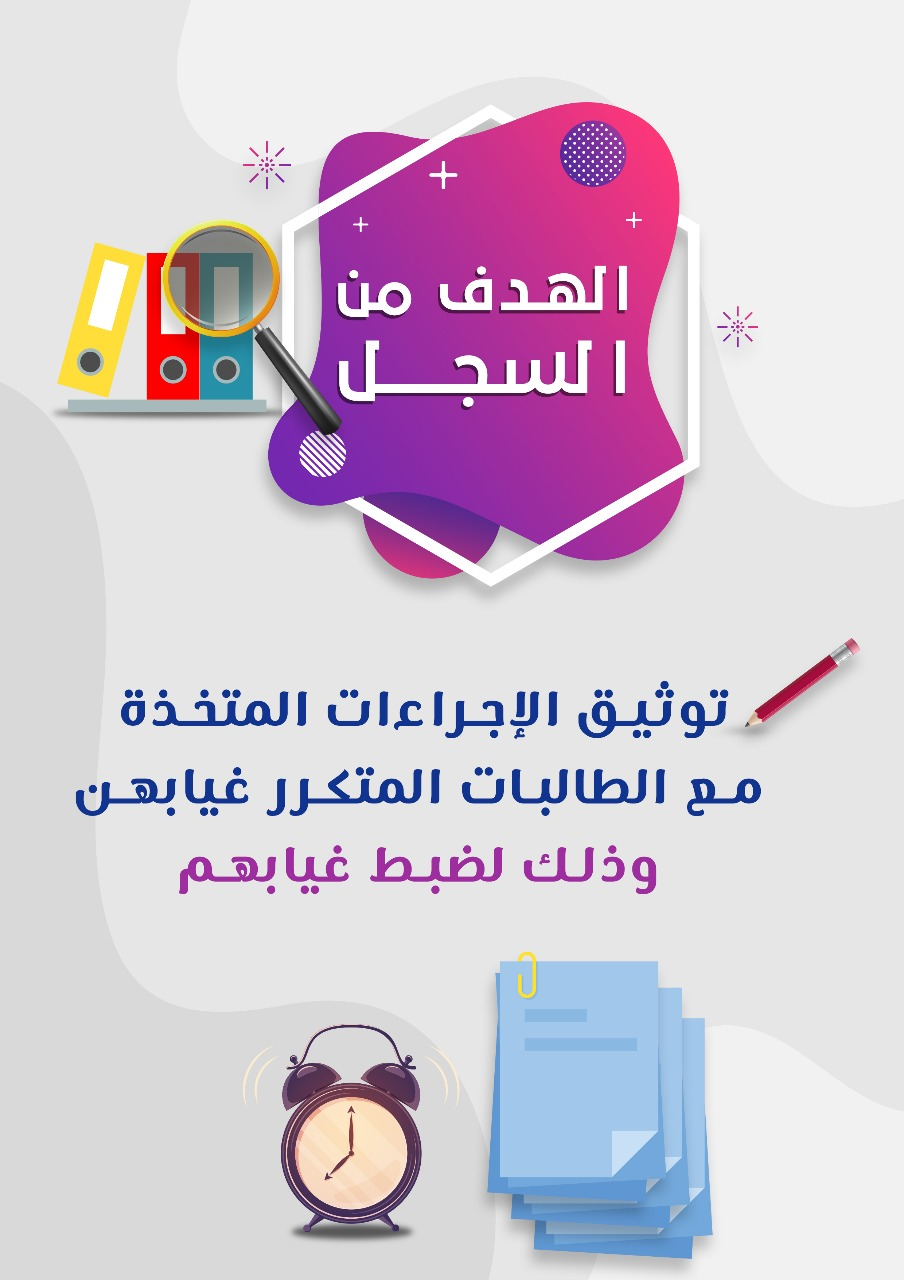 الهدف من
السجل
توثيق الإجراءات المتخذة
مع الطالبات المتكرر غيابهن
وذلك لضبط غيابهم